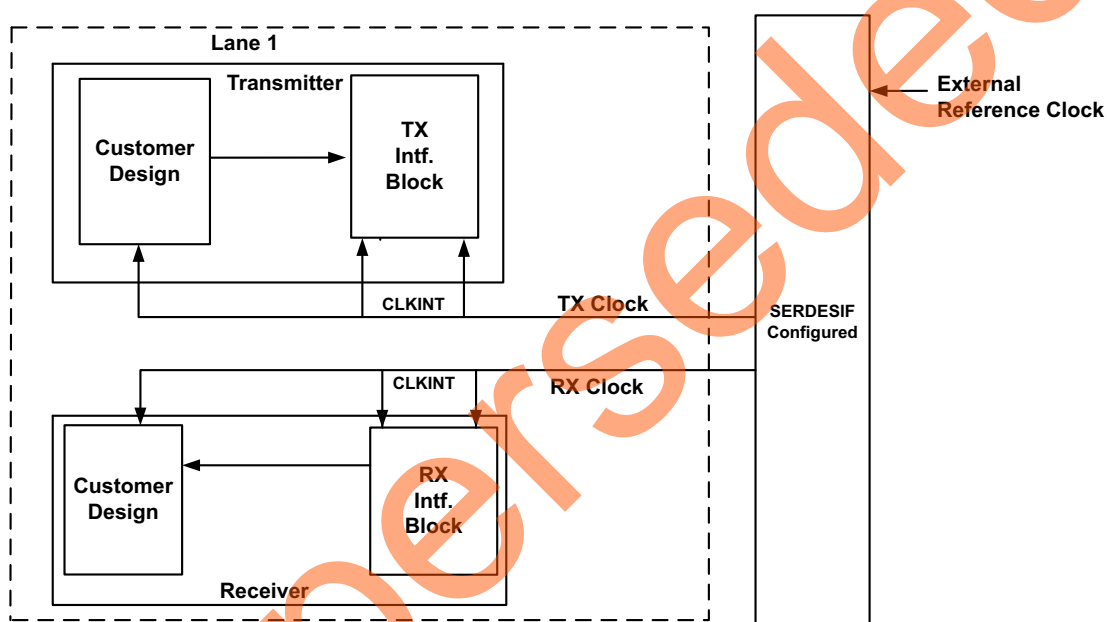 Lane 1
Transmitter
Customer
Design
TX
Intf.
Block
External
Reference Clock
CLKINT
TX Clock
SERDESIF
Configured
CLKINT
RX Clock
Customer
Design
RX
Intf.
Block
Receiver